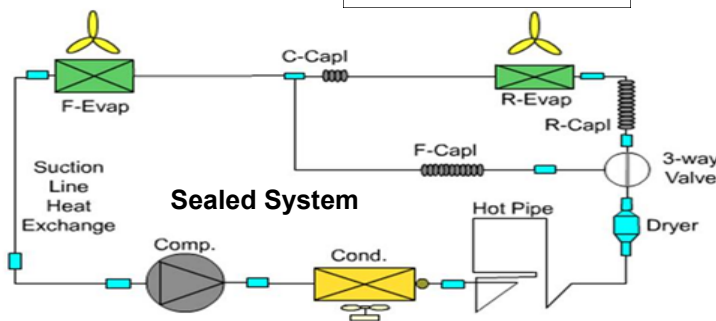 C-Capl
F-Evap
R-Evap
R-Capl
F-Capl
3-way
Valve
Suction
Line
Heat
Exchange
Sealed System
Hot Pipe
Dryer
Comp.
Cond.